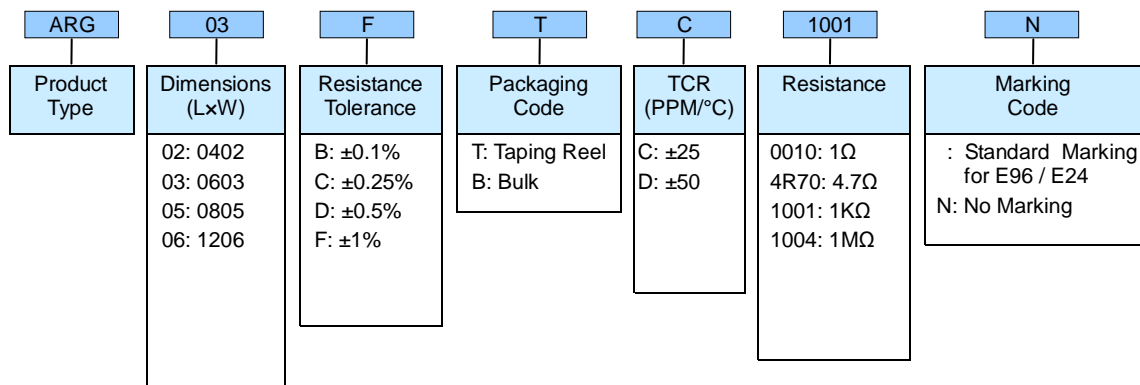 ARG 03 F T C 1001 N
Product Type
Dimensions (L×W)
Resistance Tolerance
Packaging Code
TCR (PPM/°C)
Resistance
Marking Code
02: 0402
03: 0603
05: 0805
06: 1206
B: ±0.1%
C: ±0.25%
D: ±0.5%
F: ±1%
T: Taping Reel
B: Bulk
C: ±25
D: ±50
0010: 1Ω
4R70: 4.7Ω
1001: 1KΩ
1004: 1MΩ
: Standard Marking
for E96 / E24
N: No Marking